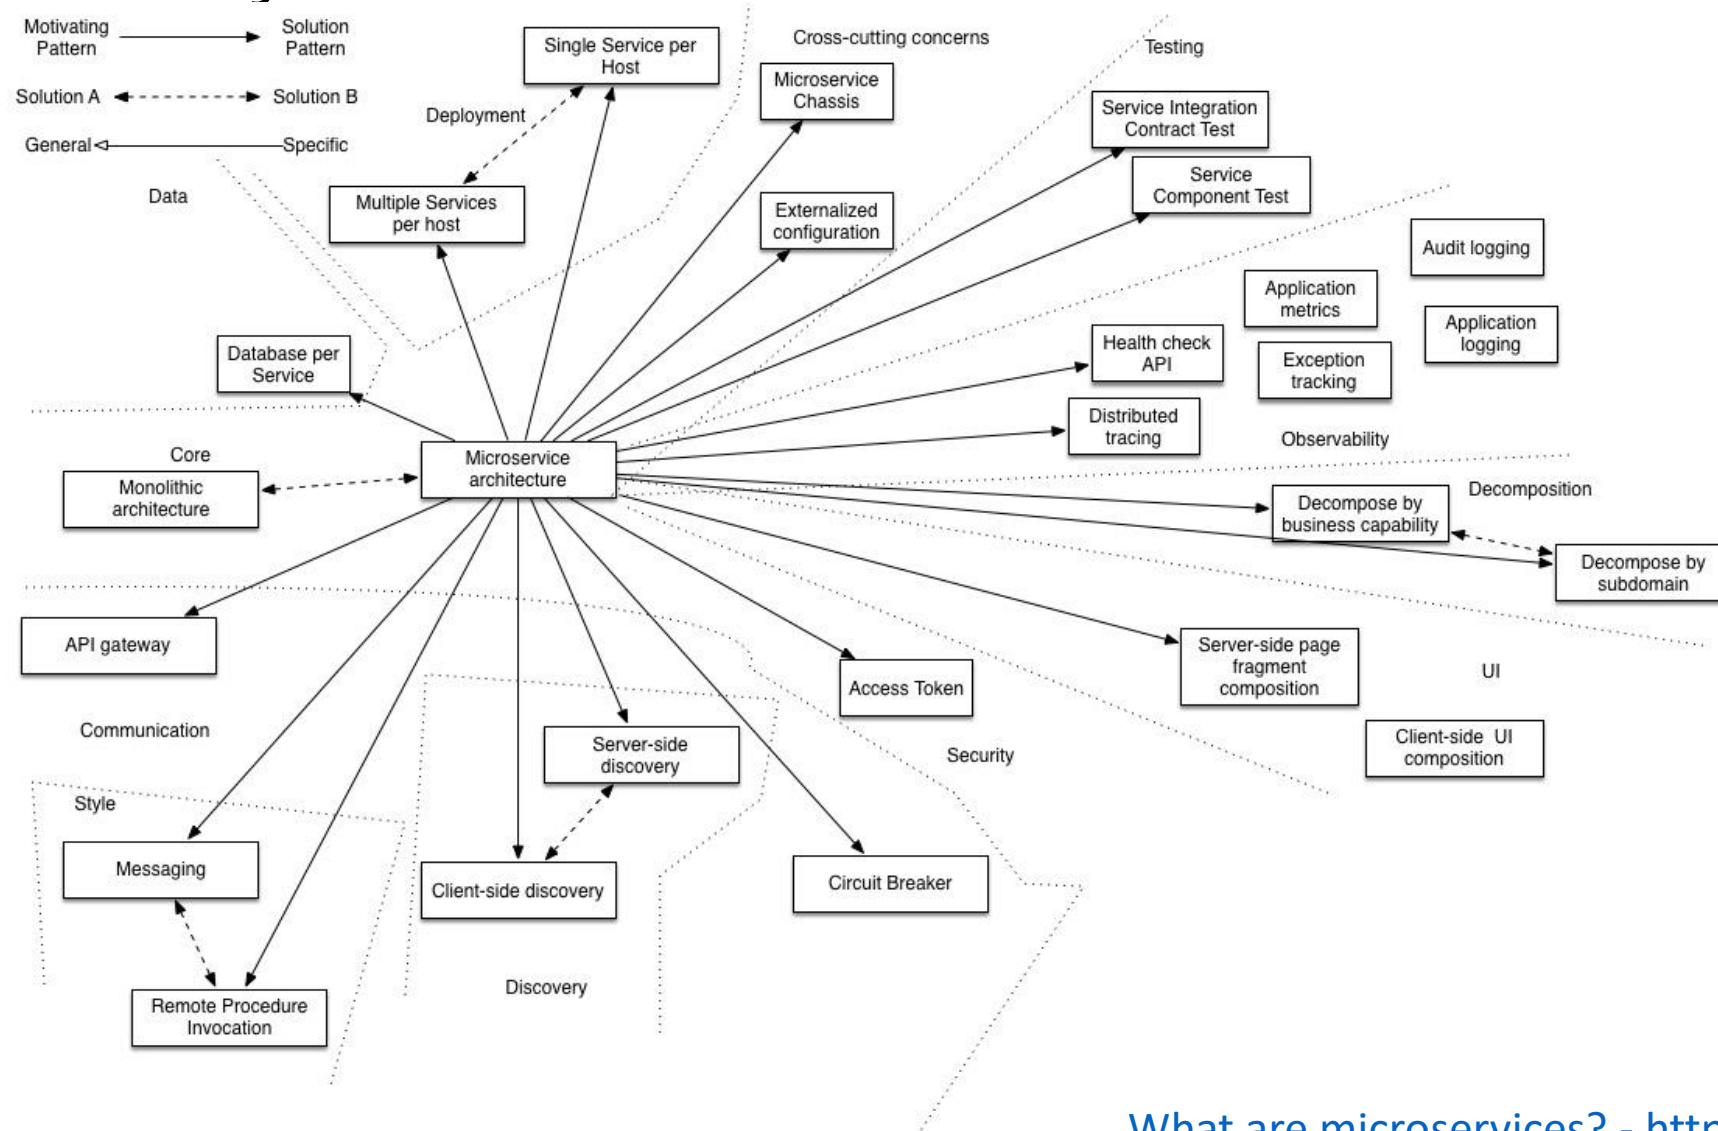 Motivating
Pattern
Solution
Pattern
Solution A
Solution B
General
Specific
Single Service per
Host
Deployment
Multiple Services
per host
Data
Database per
Service
Cross-cutting concerns
Microservice
Chassis
Externalized
configuration
Testing
Service Integration
Contract Test
Service
Component Test
Audit logging
Application
metrics
Application
logging
Health check
API
Exception
tracking
Distributed
tracing
Observability
Core
Monolithic
architecture
Microservice
architecture
Decompose by
business capability
Decomposition
Decompose by
subdomain
API gateway
Communication
Style
Messaging
Remote Procedure
Invocation
Server-side
discovery
Client-side discovery
Discovery
Access Token
Security
Circuit Breaker
Server-side page
fragment
composition
UI
Client-side UI
composition
What are microservices? - http